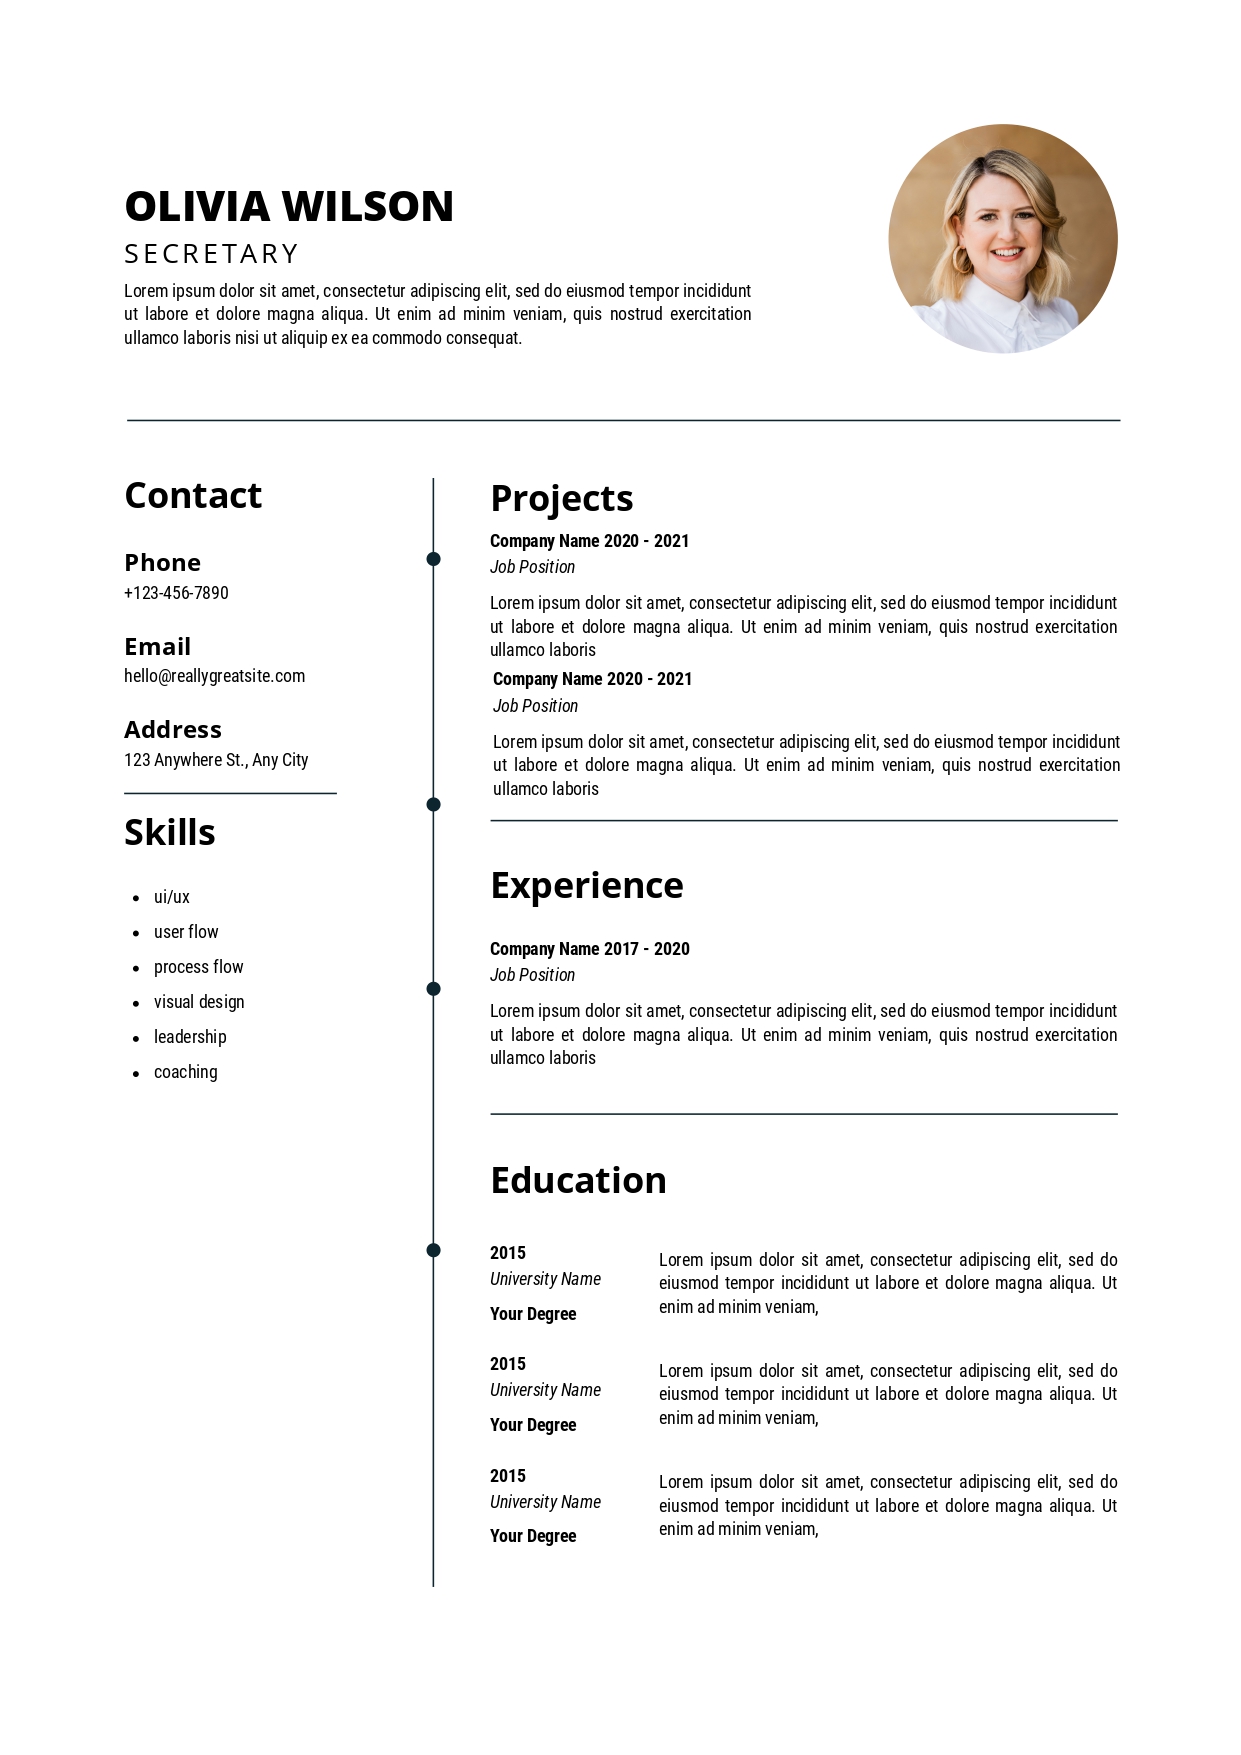 OLIVIA WILSON
SECRETARY
Lorem ipsum dolor sit amet, consectetur adipiscing elit, sed do eiusmod tempor incididunt
ut labore et dolore magna aliqua. Ut enim ad minim veniam, quis nostrud exercitation
ullamco laboris nisi ut aliquip ex ea commodo consequat.
Contact
Phone
+123-456-7890
Email
hello@reallygreatsite.com
Address
123 Anywhere St., Any City
Skills
• ui/ux
• user flow
• process flow
• visual design
• leadership
• coaching
Projects
Company Name 2020 - 2021
Job Position
Lorem ipsum dolor sit amet, consectetur adipiscing elit, sed do eiusmod tempor incididunt
ut labore et dolore magna aliqua. Ut enim ad minim veniam, quis nostrud exercitation
ullamco laboris
Company Name 2020 - 2021
Job Position
Lorem ipsum dolor sit amet, consectetur adipiscing elit, sed do eiusmod tempor incididunt
ut labore et dolore magna aliqua. Ut enim ad minim veniam, quis nostrud exercitation
ullamco laboris
Experience
Company Name 2017 - 2020
Job Position
Lorem ipsum dolor sit amet, consectetur adipiscing elit, sed do eiusmod tempor incididunt
ut labore et dolore magna aliqua. Ut enim ad minim veniam, quis nostrud exercitation
ullamco laboris
Education
2015
University Name
Your Degree
Lorem ipsum dolor sit amet, consectetur adipiscing elit, sed do
eiusmod tempor incididunt ut labore et dolore magna aliqua. Ut
enim ad minim veniam,
2015
University Name
Your Degree
Lorem ipsum dolor sit amet, consectetur adipiscing elit, sed do
eiusmod tempor incididunt ut labore et dolore magna aliqua. Ut
enim ad minim veniam,
2015
University Name
Your Degree
Lorem ipsum dolor sit amet, consectetur adipiscing elit, sed do
eiusmod tempor incididunt ut labore et dolore magna aliqua. Ut
enim ad minim veniam,